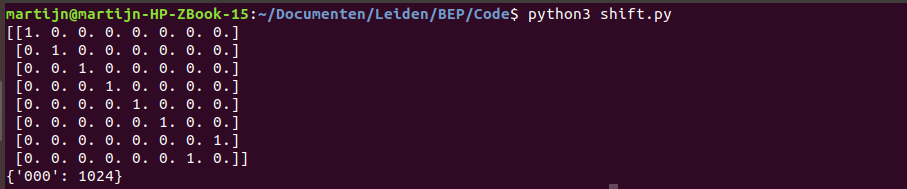 martijn@martijn-HP-ZBook-15:~/Documenten/Leiden/BEP/Code$ python3 shift.py
[[1. 0. 0. 0. 0. 0. 0. 0.]
 [0. 1. 0. 0. 0. 0. 0. 0.]
 [0. 0. 1. 0. 0. 0. 0. 0.]
 [0. 0. 0. 1. 0. 0. 0. 0.]
 [0. 0. 0. 0. 1. 0. 0. 0.]
 [0. 0. 0. 0. 0. 1. 0. 0.]
 [0. 0. 0. 0. 0. 0. 0. 1.]
 [0. 0. 0. 0. 0. 0. 1. 0.]]
{'000': 1024}